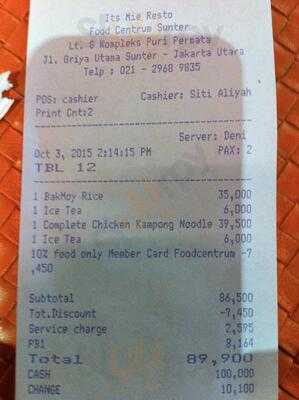 Its Mie Resto
Food Centrum Sunter
Lt. G Kompleks Puri Permata
Jl. Griya Utama Sunter - Jakarta Utara
Telp : 021 - 2968 9835
POS: cashier Cashier: Siti Aliyah
Print Cnt:2
Server: Demi
Oct 3, 2015 2:14:15 PM PAX: 2
TBL 12
1 BakMoy Rice 35,000
1 Ice Tea 6,000
1 Complete Chicken Kampong Noodle 39,500
1 Ice Tea 6,000
10% food only Member Card Foodcentrum -7
,450
Subtotal 86,500
Tot.Discount -7,450
Service charge 2,595
PB1 8,164
Total 89,900
CASH 100,000
CHANGE 10,100